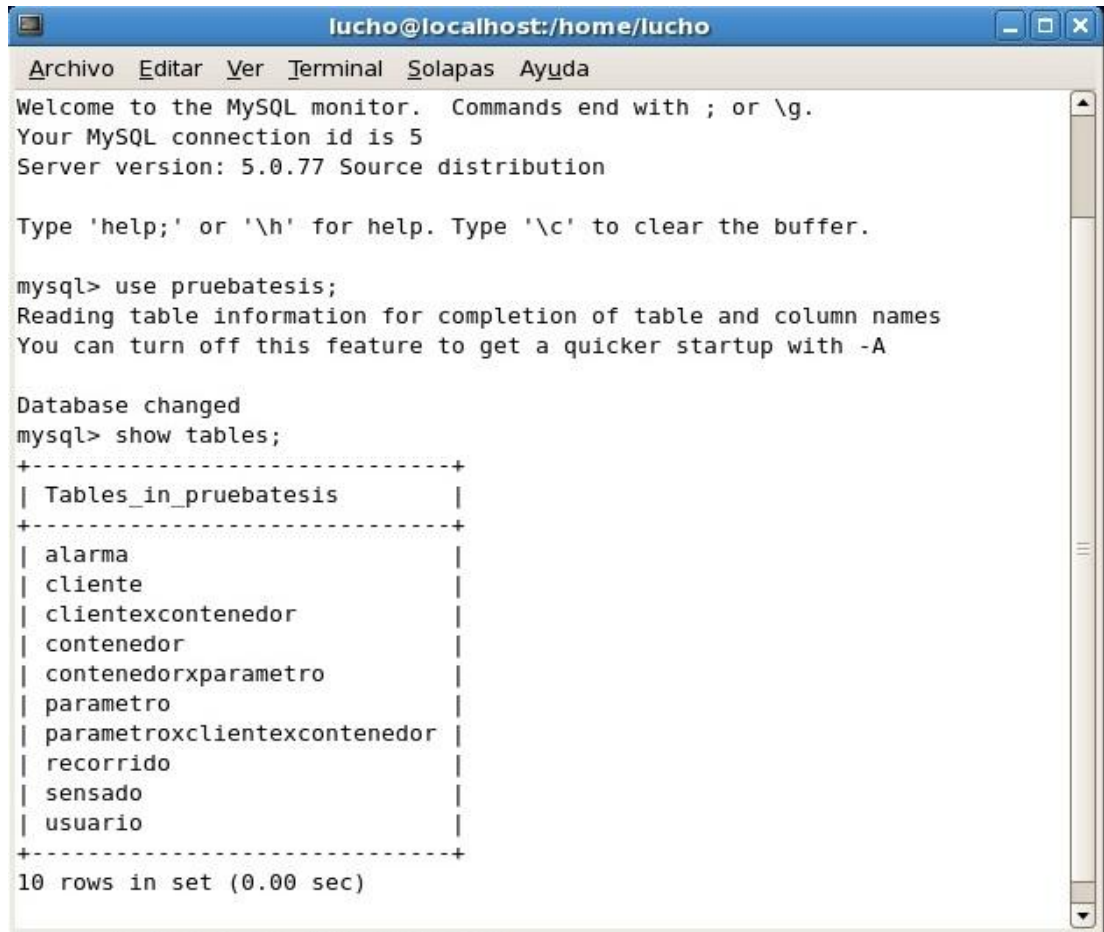 lucho@localhost:/home/lucho
Archivo Editar Ver Terminal Solapas Ayuda
Welcome to the MySQL monitor.  Commands end with ; or \g.
Your MySQL connection id is 5
Server version: 5.0.77 Source distribution
Type 'help;' or '\h' for help. Type '\c' to clear the buffer.
mysql> use pruebatesis;
Reading table information for completion of table and column names
You can turn off this feature to get a quicker startup with -A
Database changed
mysql> show tables;
+-------------------------------+
| Tables_in_pruebatesis         |
+-------------------------------+
| alarma                        |
| cliente                       |
| clientexcontenedor            |
| contenedor                    |
| contenedorxparametro          |
| parametro                     |
| parametroxclientexcontenedor |
| recorrido                     |
| sensado                       |
| usuario                       |
+-------------------------------+
10 rows in set (0.00 sec)